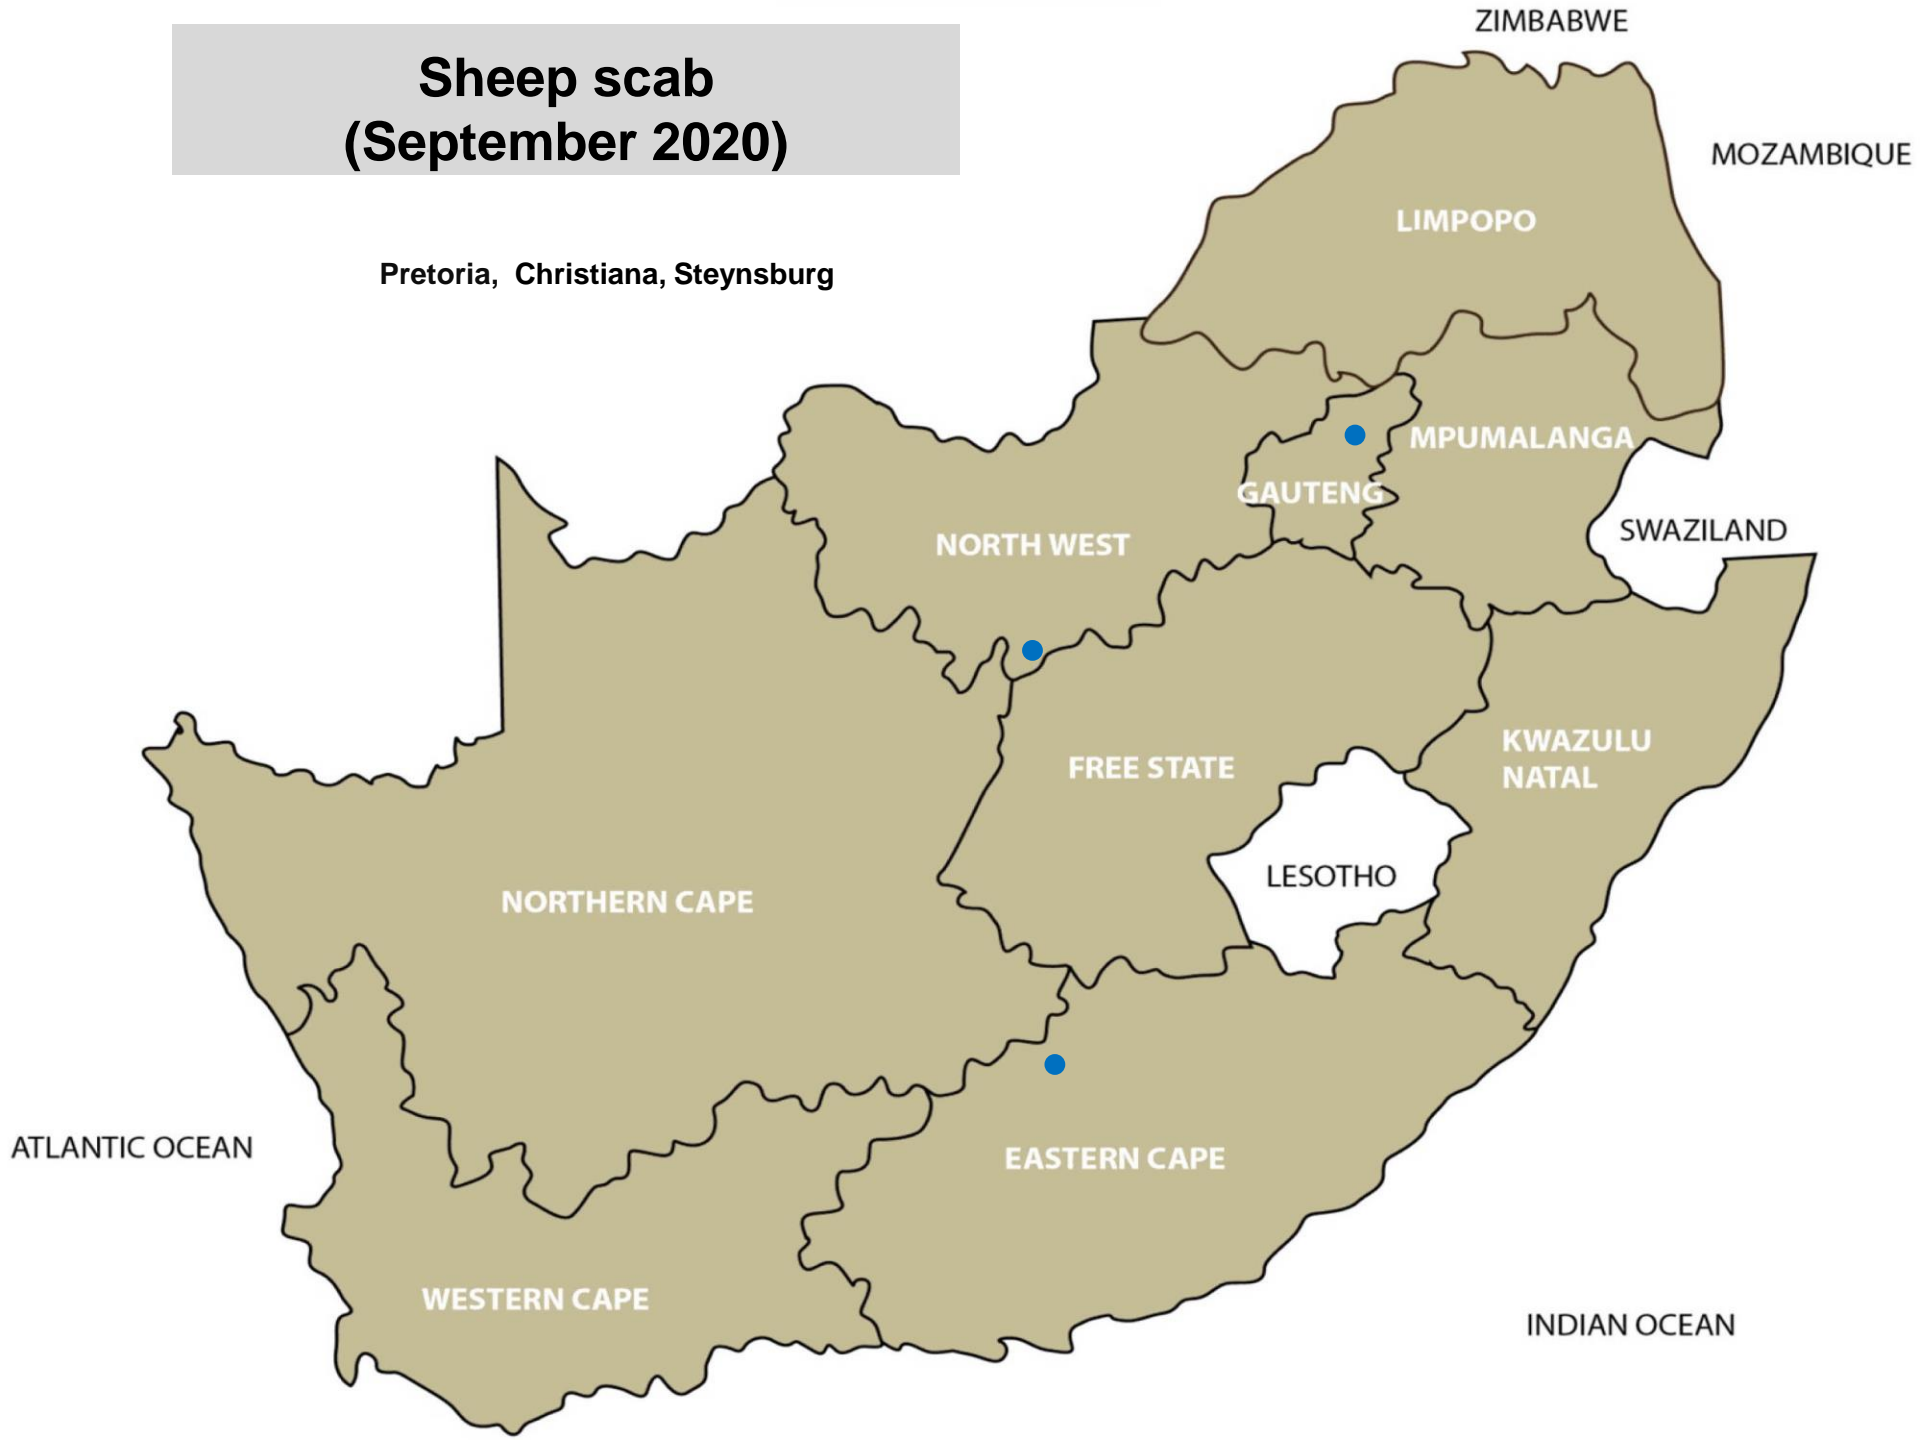 Sheep scab
(September 2020)
Pretoria,  Christiana, Steynsburg
ZIMBABWE
MOZAMBIQUE
LIMPOPO
MPUMALANGA
GAUTENG
SWAZILAND
NORTH WEST
KWAZULU
NATAL
FREE STATE
LESOTHO
NORTHERN CAPE
ATLANTIC OCEAN
EASTERN CAPE
WESTERN CAPE
INDIAN OCEAN